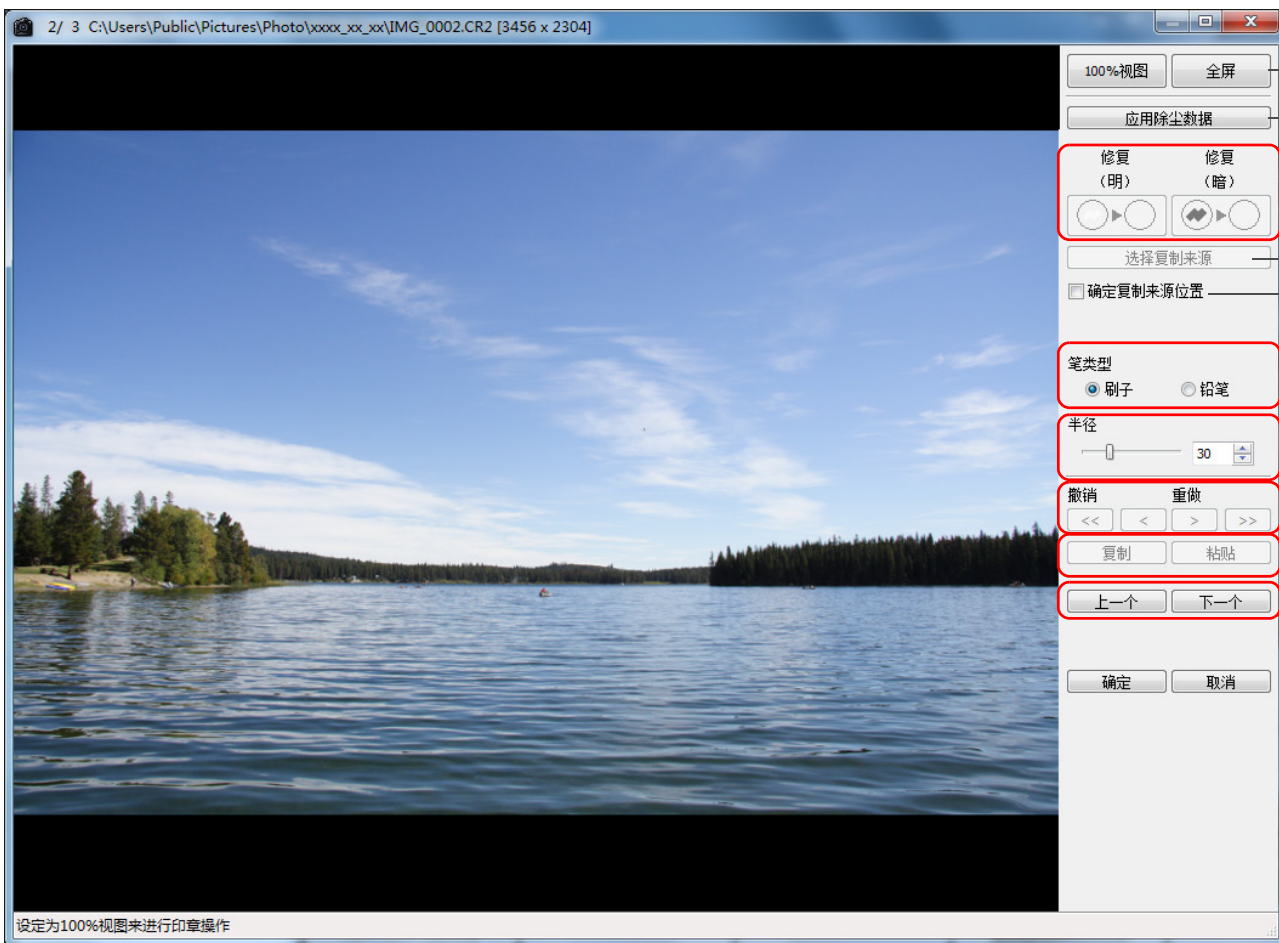 2/ 3 C:\Users\Public\Pictures\Photo\xxxx_xx_xx\IMG_0002.CR2 [3456 x 2304]
100%视图 全屏
应用除尘数据
修复 修复
（明） （暗）
选择复制来源
确定复制来源位置
笔类型
刷子 铅笔
半径
30
撤销 重做
<< < > >>
复制 粘贴
上一个 下一个
确定 取消
设定为100%视图来进行印章操作